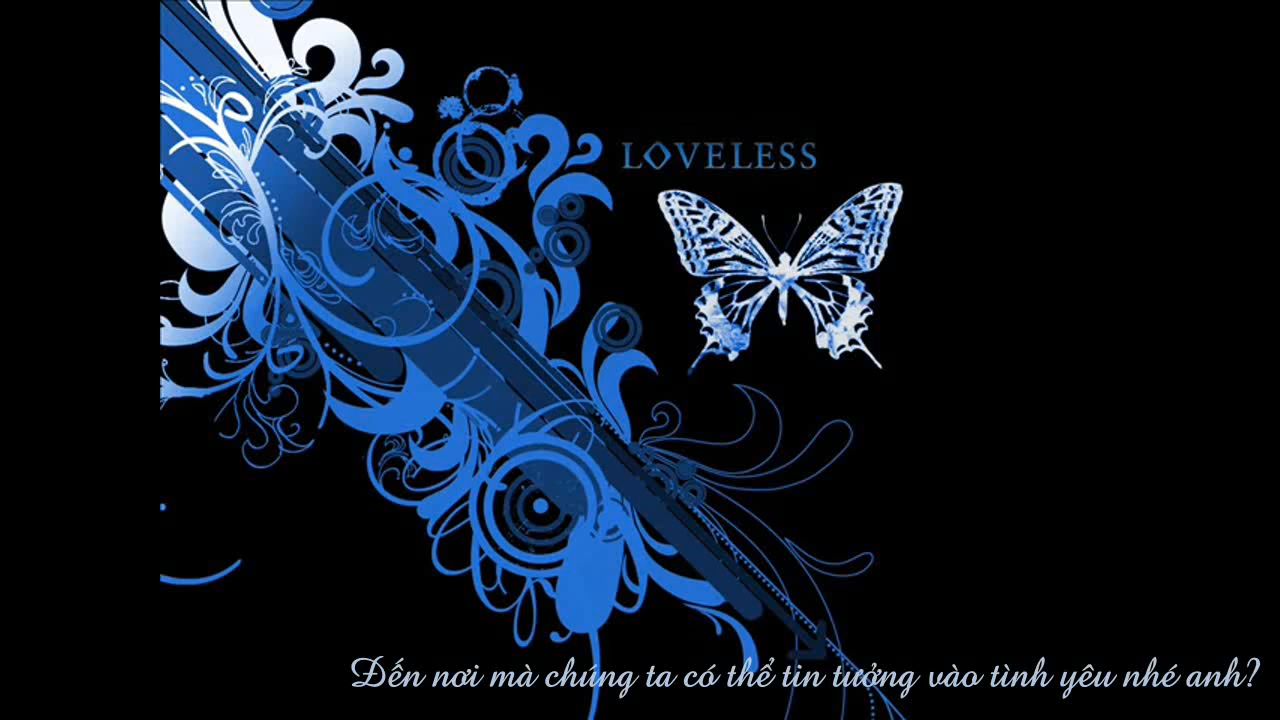 LOVELESS
Đến nơi mà chúng ta có thể tin tưởng vào tình yêu nhé anh?